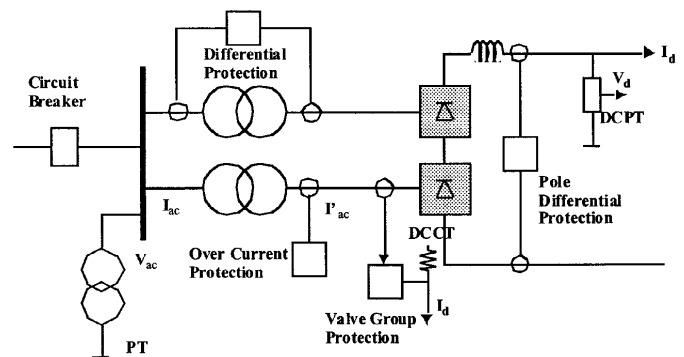 Differential
Protection
Circuit
Breaker
I_d
V_d
DCPT
Pole
Differential
Protection
I_ac
I'_ac
DCCT
V_ac
Over Current
Protection
I_d
Valve Group
Protection
PT